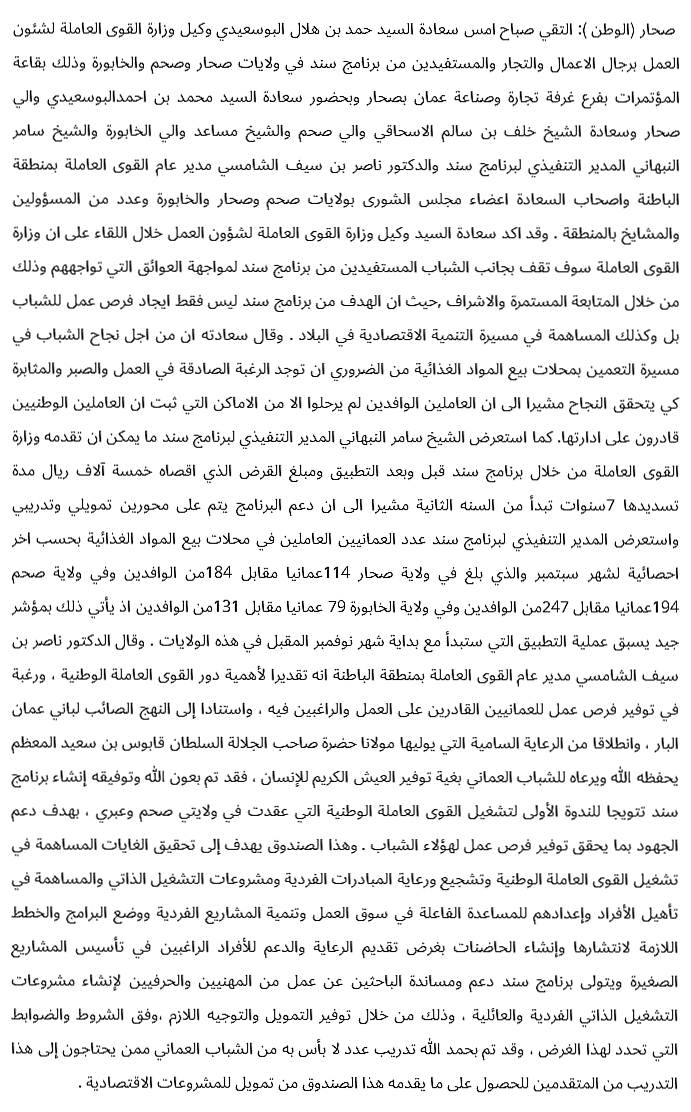 صحار (الوطن ): التقي صباح امس سعادة السيد حمد بن هلال البوسعيدي وكيل وزارة القوى العاملة لشئون
العمل برجال الاعمال والتجار والمستفيدين من برنامج سند في ولايات صحار وصحم والخابورة وذلك بقاعة
المؤتمرات بفرع غرفة تجارة وصناعة عمان بصحار وبحضور سعادة السيد محمد بن احمدالبوسعيدي والي
صحار وسعادة الشيخ خلف بن سالم الاسحاقي والي صحم والشيخ مساعد والي الخابورة والشيخ سامر
النبهاني المدير التنفيذي لبرنامج سند والدكتور ناصر بن سيف الشامسي مدير عام القوى العاملة بمنطقة
الباطنة واصحاب السعادة اعضاء مجلس الشورى بولايات صحم وصحار والخابورة وعدد من المسؤولين
والمشايخ بالمنطقة . وقد اكد سعادة السيد وكيل وزارة القوى العاملة لشؤون العمل خلال اللقاء على ان وزارة
القوى العاملة سوف تقف بجانب الشباب المستفيدين من برنامج سند لمواجهة العوائق التي تواجههم وذلك
من خلال المتابعة المستمرة والاشراف ,حيث ان الهدف من برنامج سند ليس فقط ايجاد فرص عمل للشباب
بل وكذلك المساهمة في مسيرة التنمية الاقتصادية في البلاد . وقال سعادته ان من اجل نجاح الشباب في
مسيرة التعمين بمحلات بيع المواد الغذائية من الضروري ان توجد الرغبة الصادقة في العمل والصبر والمثابرة
كي يتحقق النجاح مشيرا الى ان العاملين الوافدين لم يرحلوا الا من الاماكن التي ثبت ان العاملين الوطنيين
قادرون على ادارتها. كما استعرض الشيخ سامر النبهاني المدير التنفيذي لبرنامج سند ما يمكن ان تقدمه وزارة
القوى العاملة من خلال برنامج سند قبل وبعد التطبيق ومبلغ القرض الذي اقصاه خمسة آلاف ريال مدة
تسديدها 7سنوات تبدأ من السنه الثانية مشيرا الى ان دعم البرنامج يتم على محورين تمويلي وتدريبي
واستعرض المدير التنفيذي لبرنامج سند عدد العمانيين العاملين في محلات بيع المواد الغذائية بحسب اخر
احصائية لشهر سبتمبر والذي بلغ في ولاية صحار 114عمانيا مقابل 184من الوافدين وفي ولاية صحم
194عمانيا مقابل 247من الوافدين وفي ولاية الخابورة 79 عمانيا مقابل 131من الوافدين اذ يأتي ذلك بمؤشر
جيد يسبق عملية التطبيق التي ستبدأ مع بداية شهر نوفمبر المقبل في هذه الولايات . وقال الدكتور ناصر بن
سيف الشامسي مدير عام القوى العاملة بمنطقة الباطنة انه تقديرا لأهمية دور القوى العاملة الوطنية ، ورغبة
في توفير فرص عمل للعمانيين القادرين على العمل والراغبين فيه ، واستنادا إلى النهج الصائب لباني عمان
البار ، وانطلاقا من الرعاية السامية التي يوليها مولانا حضرة صاحب الجلالة السلطان قابوس بن سعيد المعظم
يحفظه الله ويرعاه للشباب العماني بغية توفير العيش الكريم للإنسان ، فقد تم بعون الله وتوفيقه إنشاء برنامج
سند تتويجا للندوة الأولى لتشغيل القوى العاملة الوطنية التي عقدت في ولايتي صحم وعبري ، بهدف دعم
الجهود بما يحقق توفير فرص عمل لهؤلاء الشباب . وهذا الصندوق يهدف إلى تحقيق الغايات المساهمة في
تشغيل القوى العاملة الوطنية وتشجيع ورعاية المبادرات الفردية ومشروعات التشغيل الذاتي والمساهمة في
تأهيل الأفراد وإعدادهم للمساعدة الفاعلة في سوق العمل وتنمية المشاريع الفردية ووضع البرامج والخطط
اللازمة لانتشارها وإنشاء الحاضنات بغرض تقديم الرعاية والدعم للأفراد الراغبين في تأسيس المشاريع
الصغيرة ويتولى برنامج سند دعم ومساندة الباحثين عن عمل من المهنيين والحرفيين لإنشاء مشروعات
التشغيل الذاتي الفردية والعائلية ، وذلك من خلال توفير التمويل والتوجيه اللازم ،وفق الشروط والضوابط
التي تحدد لهذا الغرض ، وقد تم بحمد الله تدريب عدد لا بأس به من الشباب العماني ممن يحتاجون إلى هذا
التدريب من المتقدمين للحصول على ما يقدمه هذا الصندوق من تمويل للمشروعات الاقتصادية .